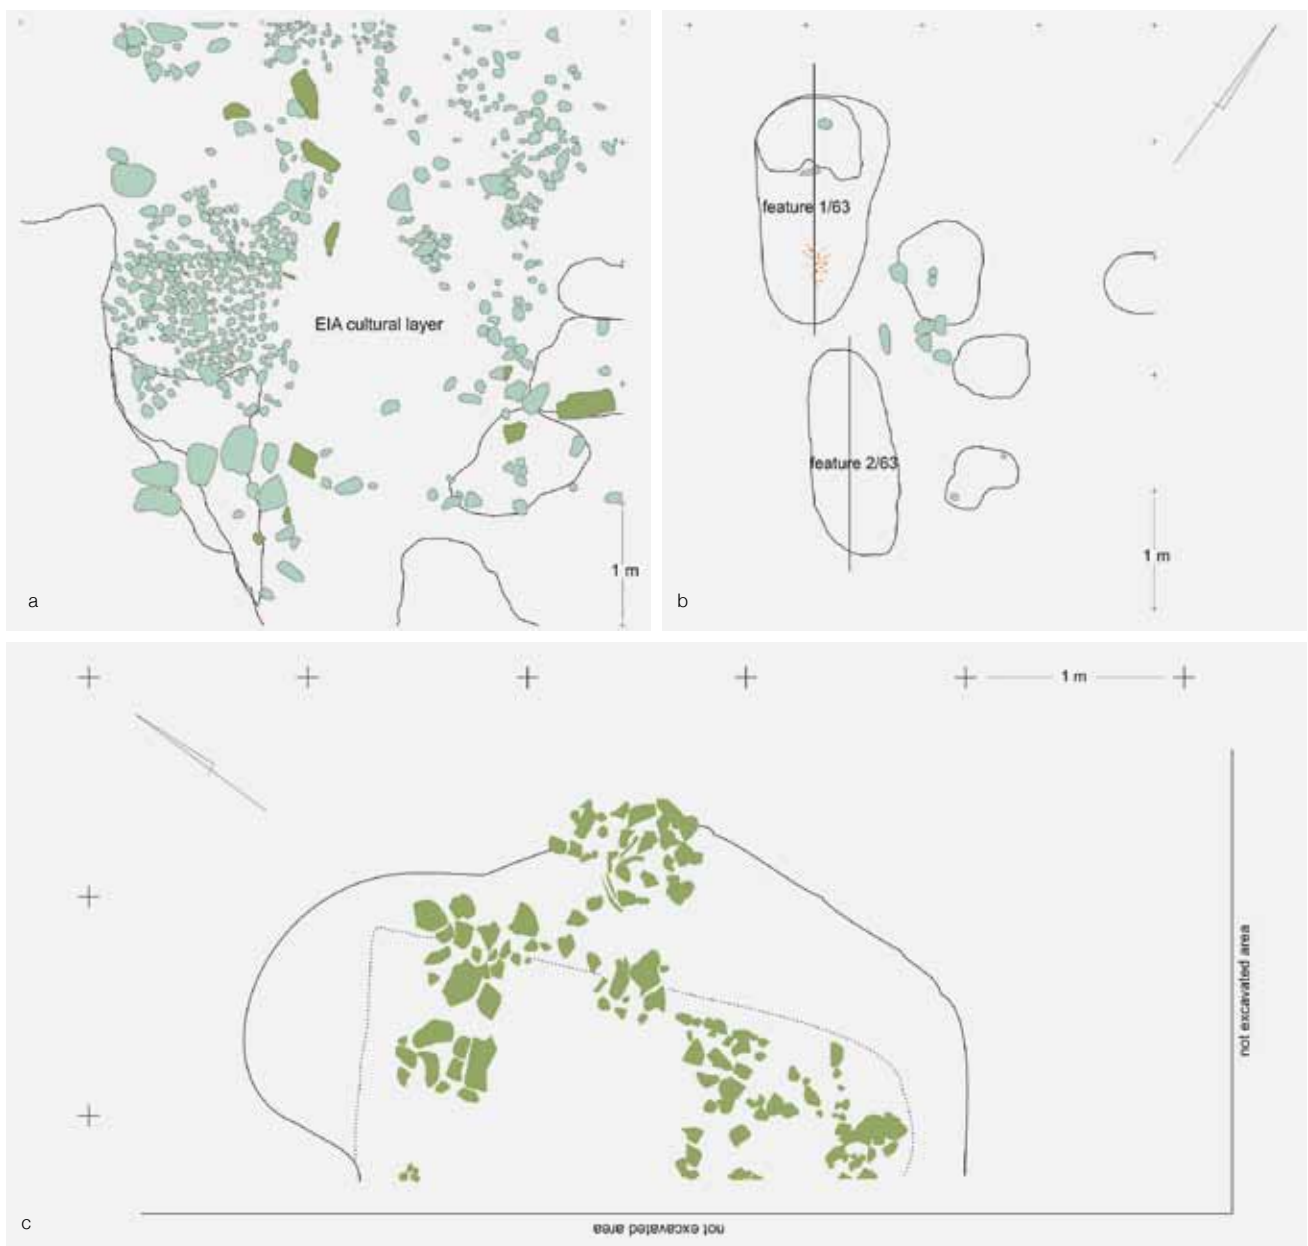 EIA cultural layer
1 m
a
feature 1/63
feature 2/63
1 m
b
1 m
not excavated area
not excavated area
c